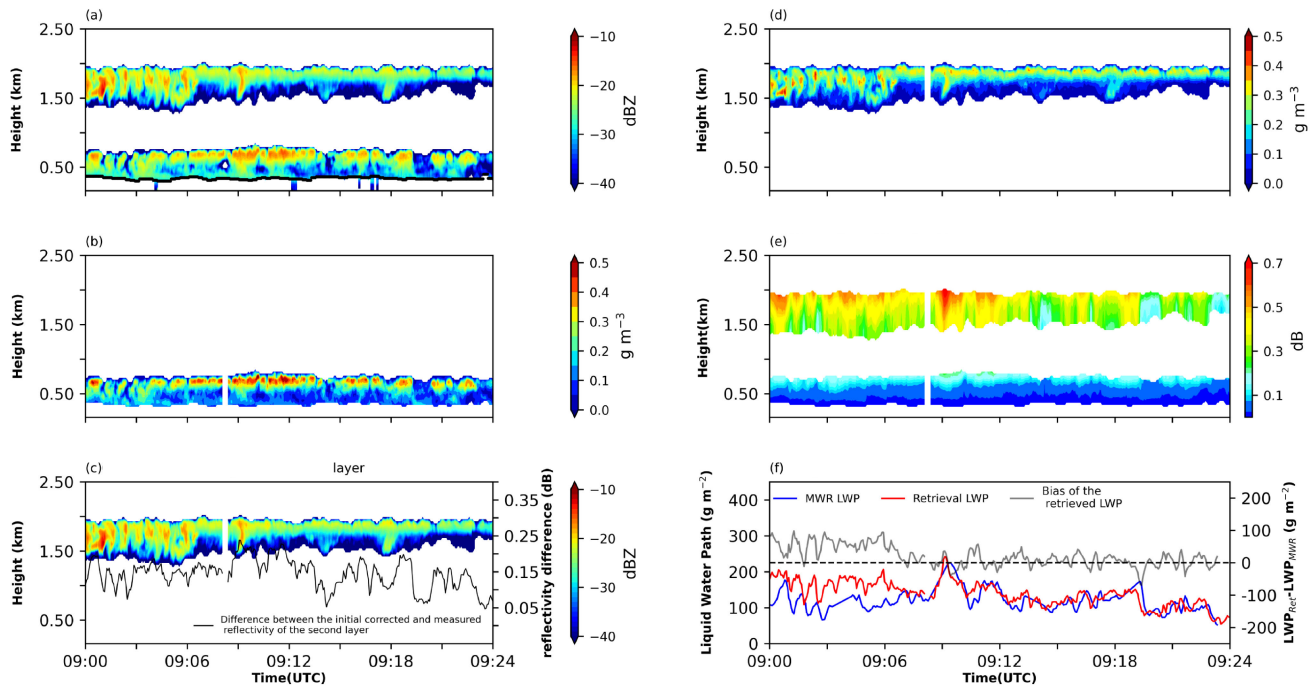 (a)
2.50
1.50
0.50
Height (km)
−10
−20
−30
−40
dBZ
(d)
2.50
1.50
0.50
Height (km)
0.5
0.4
0.3
0.2
0.1
0.0
g m−3
(b)
2.50
1.50
0.50
Height (km)
0.5
0.4
0.3
0.2
0.1
0.0
g m−3
(e)
2.50
1.50
0.50
Height(km)
0.7
0.5
0.3
0.1
dB
(c)
layer
2.50
1.50
0.50
Height (km)
0.35
0.25
0.15
0.05
reflectivity difference (dB)
−10
−20
−30
−40
dBZ
Difference between the initial corrected and measured
reflectivity of the second layer
09:00 09:06 09:12 09:18 09:24
Time(UTC)
(f)
400
300
200
100
0
Liquid Water Path (g m−2)
MWR LWP
Retrieval LWP
Bias of the
retrieved LWP
200
100
0
−100
−200
LWPRet-LWPMWR (g m−2)
09:00 09:06 09:12 09:18 09:24
Time(UTC)